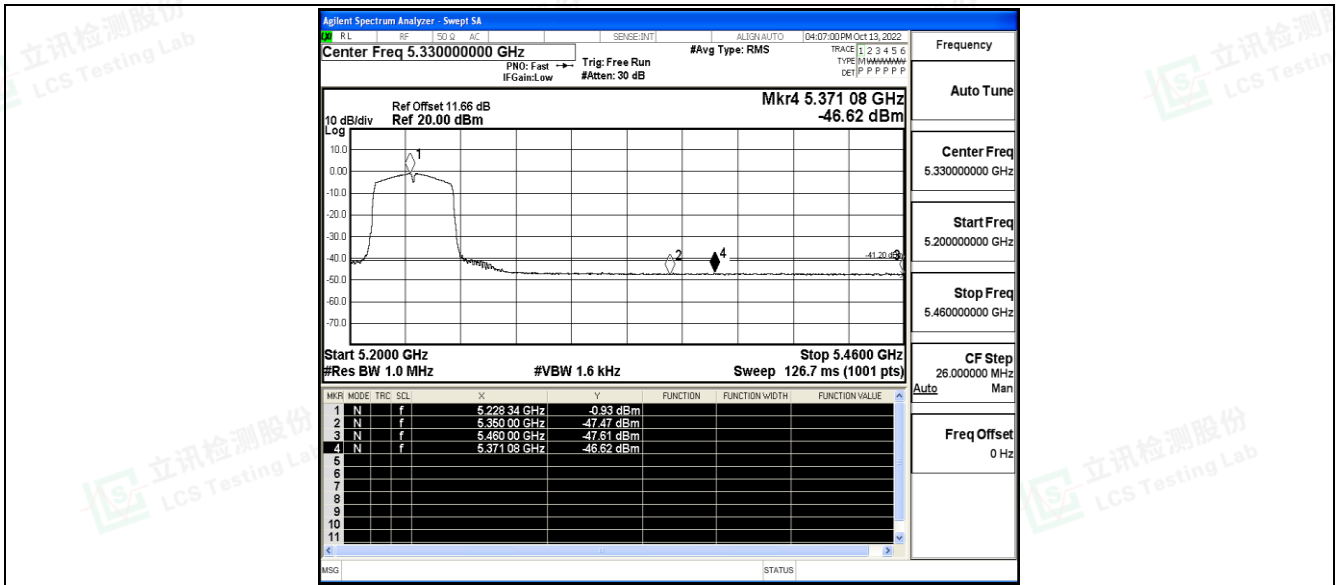 Agilent Spectrum Analyzer - Swept SA
RL RF 50 Ω AC SENSE:INT ALIGN AUTO 04:07:00 PM Oct 13, 2022
Center Freq 5.330000000 GHz
PNO: Fast
IFGain:Low
Trig: Free Run
#Atten: 30 dB
#Avg Type: RMS
TRACE 1 2 3 4 5 6
TYPE M WWWWW
DET P P P P P P
Frequency
Auto Tune
Center Freq
5.330000000 GHz
Start Freq
5.200000000 GHz
Stop Freq
5.460000000 GHz
CF Step
26.000000 MHz
Auto Man
Freq Offset
0 Hz
Mkr4 5.371 08 GHz
-46.62 dBm
Ref Offset 11.66 dB
10 dB/div Ref 20.00 dBm
Log
10.0
0.00
-10.0
-20.0
-30.0
-40.0
-50.0
-60.0
-70.0
1
2
4
3
-41.20 dBm
Start 5.2000 GHz Stop 5.4600 GHz
#Res BW 1.0 MHz #VBW 1.6 kHz Sweep 126.7 ms (1001 pts)
MKR MODE TRC SCL X Y FUNCTION FUNCTION WIDTH FUNCTION VALUE
1 N f 5.228 34 GHz -0.93 dBm
2 N f 5.350 00 GHz -47.47 dBm
3 N f 5.460 00 GHz -47.61 dBm
4 N f 5.371 08 GHz -46.62 dBm
5
6
7
8
9
10
11
MSG STATUS
立讯检测股份
LCS Testing Lab
立讯检测
LCS Testin
立讯检测股份
LCS Testing Lab
立讯检测股份
LCS Testing Lab